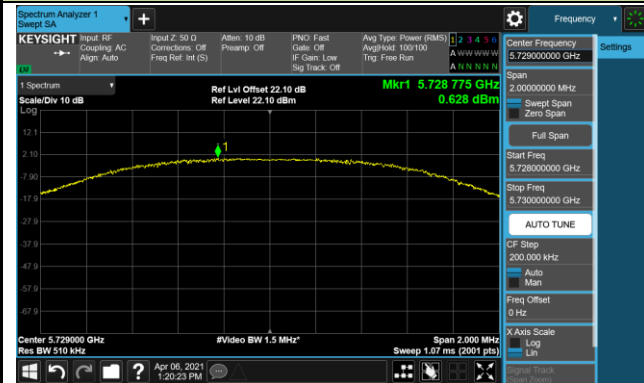 Spectrum Analyzer 1
Swept SA
Frequency
KEYSIGHT
Input: RF
Coupling: AC
Align: Auto
Input Z: 50 Ω
Corrections: Off
Freq Ref: Int (S)
Atten: 10 dB
Preamp: Off
PNO: Fast
Gate: Off
IF Gain: Low
Sig Track: Off
Avg Type: Power (RMS)
Avg|Hold: 100/100
Trig: Free Run
1 2 3 4 5 6
A W W W W W
A N N N N N
1 Spectrum
Scale/Div 10 dB
Log
Ref Lvl Offset 22.10 dB
Ref Level 22.10 dBm
Mkr1 5.728 775 GHz
0.628 dBm
12.1
2.10
-7.90
-17.9
-27.9
-37.9
-47.9
-57.9
-67.9
1
Center 5.729000 GHz
Res BW 510 kHz
#Video BW 1.5 MHz*
Span 2.000 MHz
Sweep 1.07 ms (2001 pts)
Center Frequency
5.729000000 GHz
Settings
Span
2.00000000 MHz
Swept Span
Zero Span
Full Span
Start Freq
5.728000000 GHz
Stop Freq
5.730000000 GHz
AUTO TUNE
CF Step
200.000 kHz
Auto
Man
Freq Offset
0 Hz
X Axis Scale
Log
Lin
Signal Track
(Span Zoom)
Apr 06, 2021
1:20:23 PM